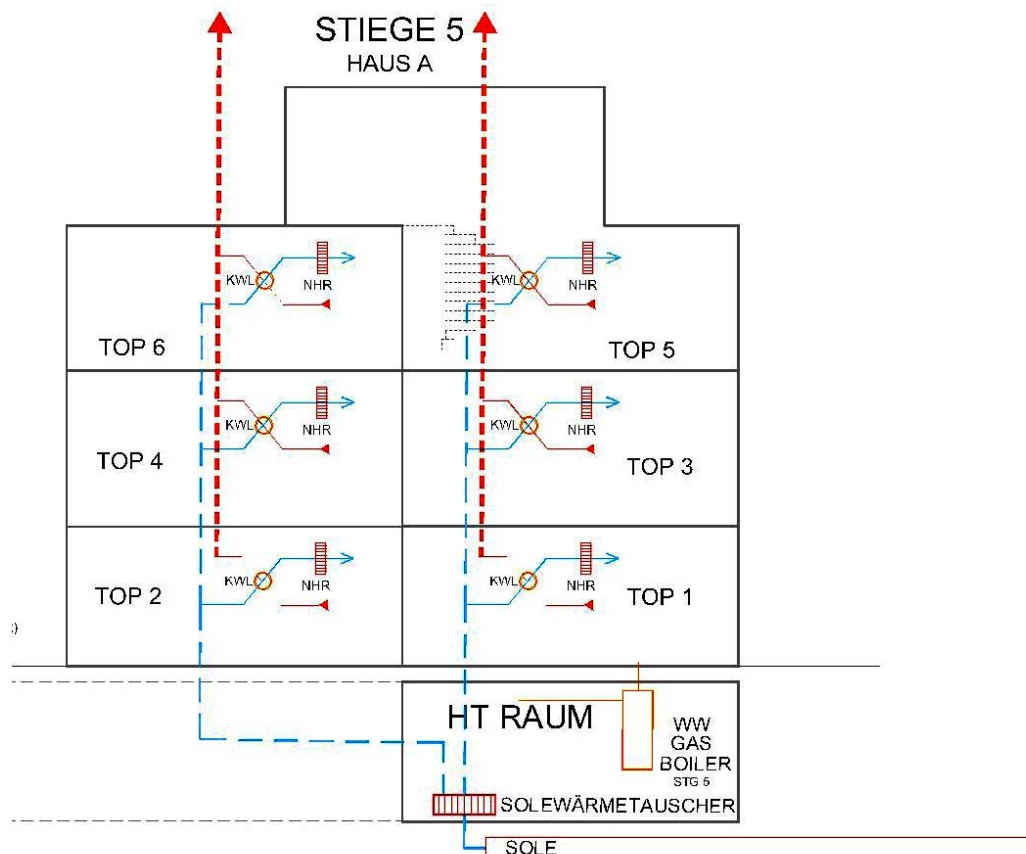 STIEGE 5
HAUS A
KWL
NHR
KWL
NHR
TOP 6
TOP 5
KWL
NHR
KWL
NHR
TOP 4
TOP 3
KWL
NHR
KWL
NHR
TOP 2
TOP 1
HT RAUM
WW
GAS
BOILER
STG 5
SOLEWÄRMETAUSCHER
SOLE